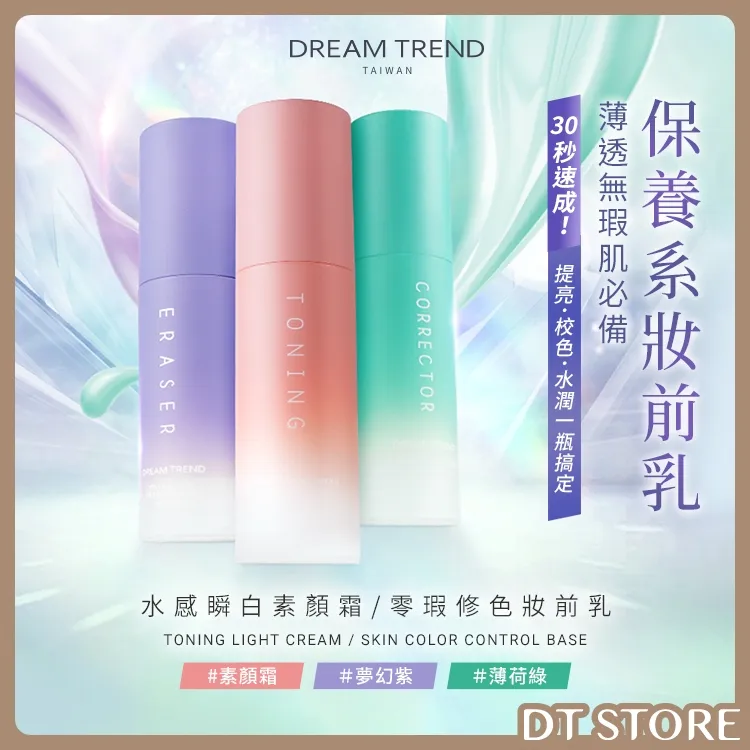 DREAM TREND
TAIWAN
保養系妝前乳
薄透無瑕肌必備
30秒速成！提亮·校色·水潤一瓶搞定
ERASER
DREAM TREND
TONING
CORRECTOR
水感瞬白素顏霜/零瑕修色妝前乳
TONING LIGHT CREAM / SKIN COLOR CONTROL BASE
#素顏霜
#夢幻紫
#薄荷綠
DT STORE